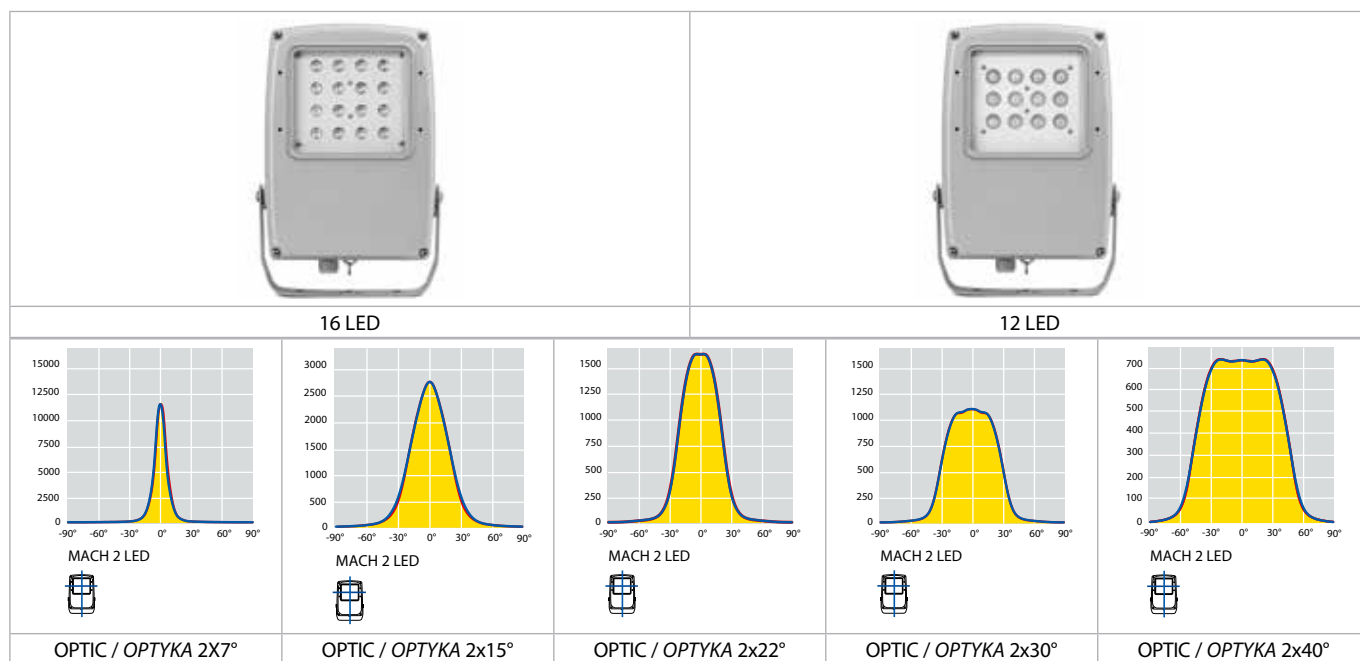 16 LED
12 LED
15000
12500
10000
7500
5000
2500
0
-90° -60° -30° 0° 30° 60° 90°
MACH 2 LED
OPTIC / OPTYKA 2X7°
3000
2500
2000
1500
1000
500
0
-90° -60° -30° 0° 30° 60° 90°
MACH 2 LED
OPTIC / OPTYKA 2x15°
1500
1250
1000
750
500
250
0
-90° -60° -30° 0° 30° 60° 90°
MACH 2 LED
OPTIC / OPTYKA 2x22°
1500
1250
1000
750
500
250
0
-90° -60° -30° 0° 30° 60° 90°
MACH 2 LED
OPTIC / OPTYKA 2x30°
700
600
500
400
300
200
100
0
-90° -60° -30° 0° 30° 60° 90°
MACH 2 LED
OPTIC / OPTYKA 2x40°